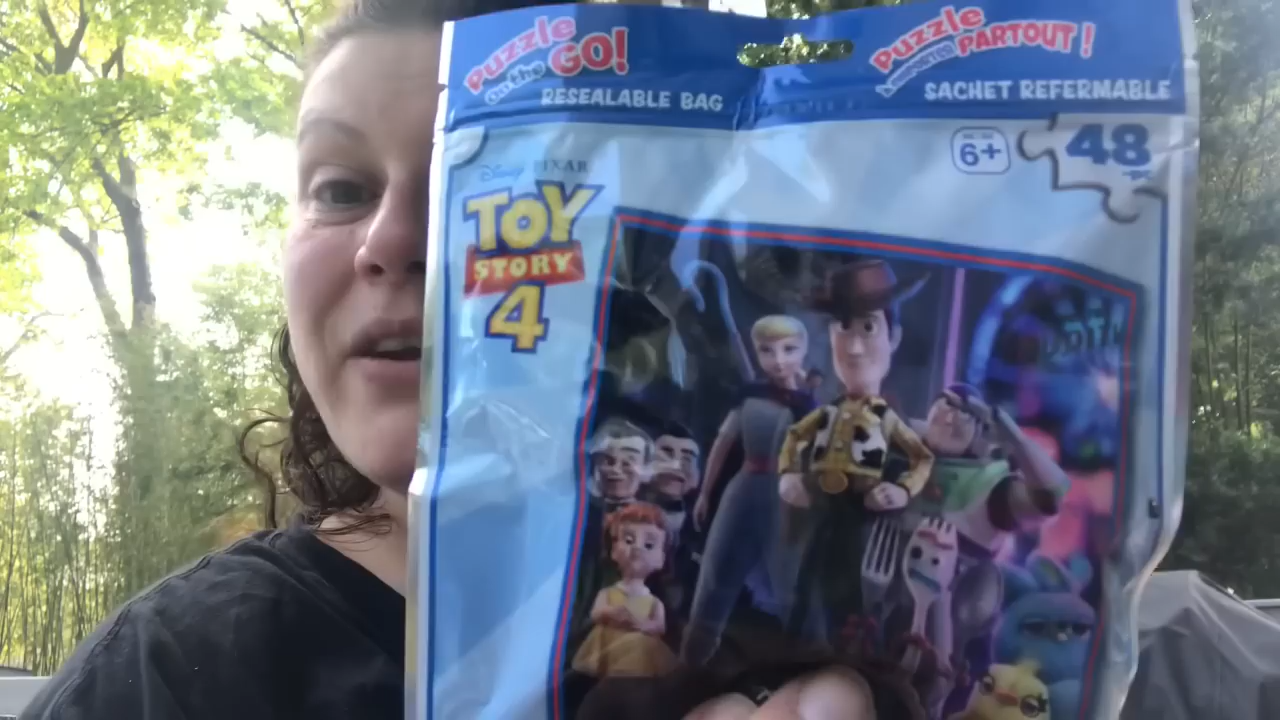 Puzzle
On the GO!
RESEALABLE BAG
Puzzle
PARTOUT!
SACHET REFERMABLE
6+
48
Disney PIXAR
TOY
STORY
4